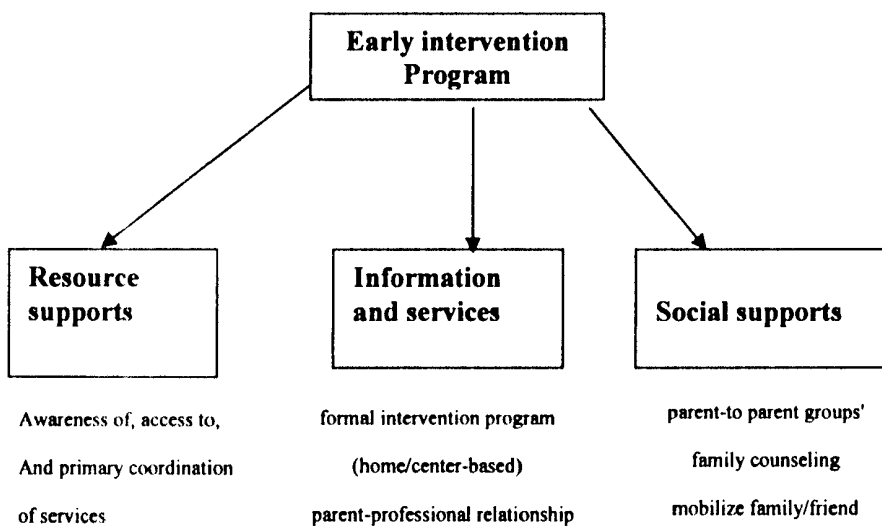 Early intervention
Program
Resource
supports
Information
and services
Social supports
Awareness of, access to,
And primary coordination
of services
formal intervention program
(home/center-based)
parent-professional relationship
parent-to parent groups'
family counseling
mobilize family/friend